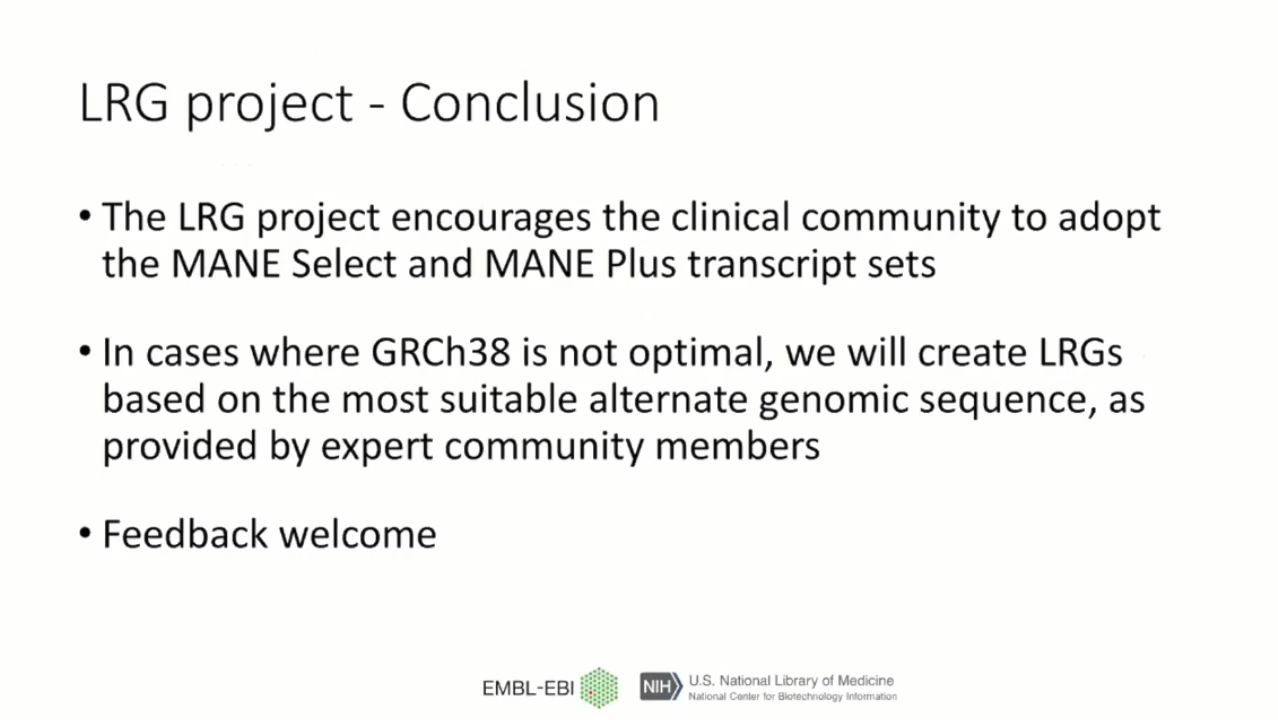 LRG project - Conclusion
• The LRG project encourages the clinical community to adopt
the MANE Select and MANE Plus transcript sets
• In cases where GRCh38 is not optimal, we will create LRGs
based on the most suitable alternate genomic sequence, as
provided by expert community members
• Feedback welcome
EMBL-EBI
NIH
U.S. National Library of Medicine
National Center for Biotechnology Information